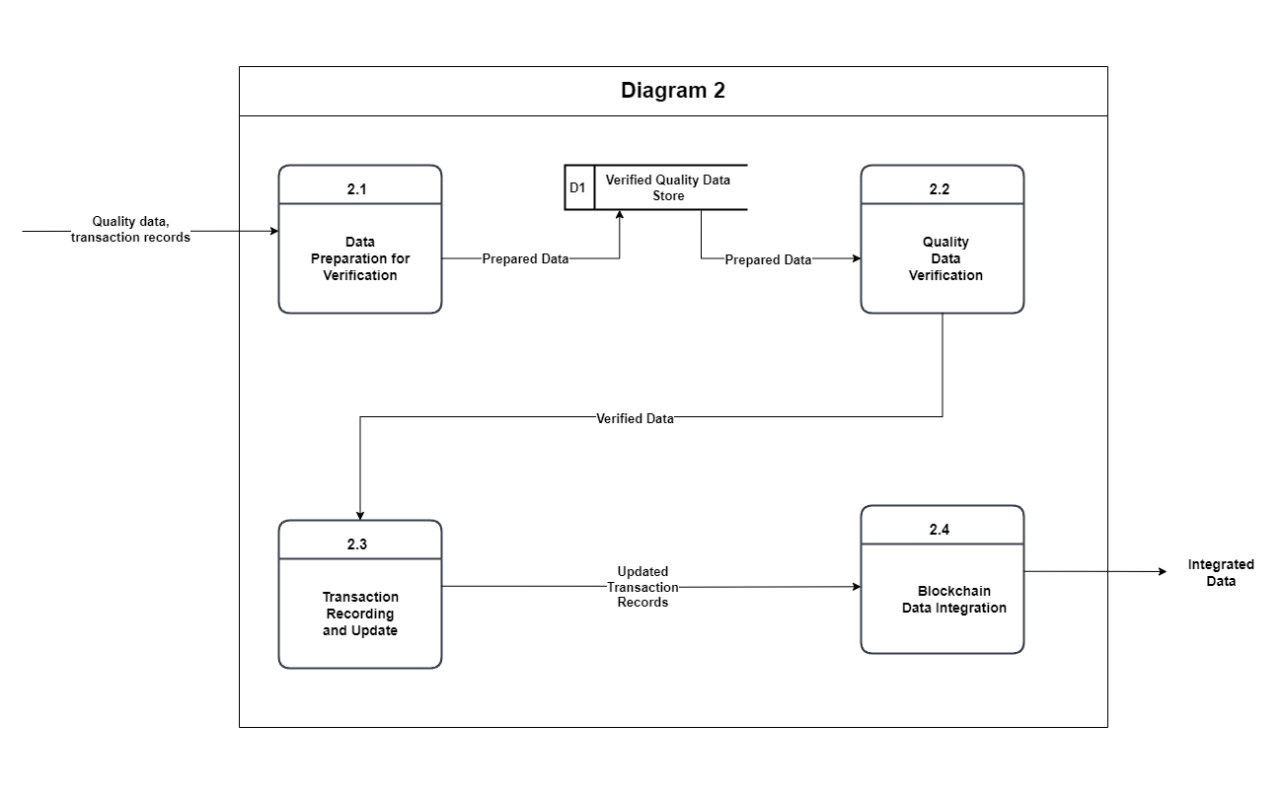 Diagram 2
2.1
Data
Preparation for
Verification
Quality data,
transaction records
Prepared Data
D1
Verified Quality Data
Store
Prepared Data
2.2
Quality
Data
Verification
Verified Data
2.3
Transaction
Recording
and Update
Updated
Transaction
Records
2.4
Blockchain
Data Integration
Integrated
Data